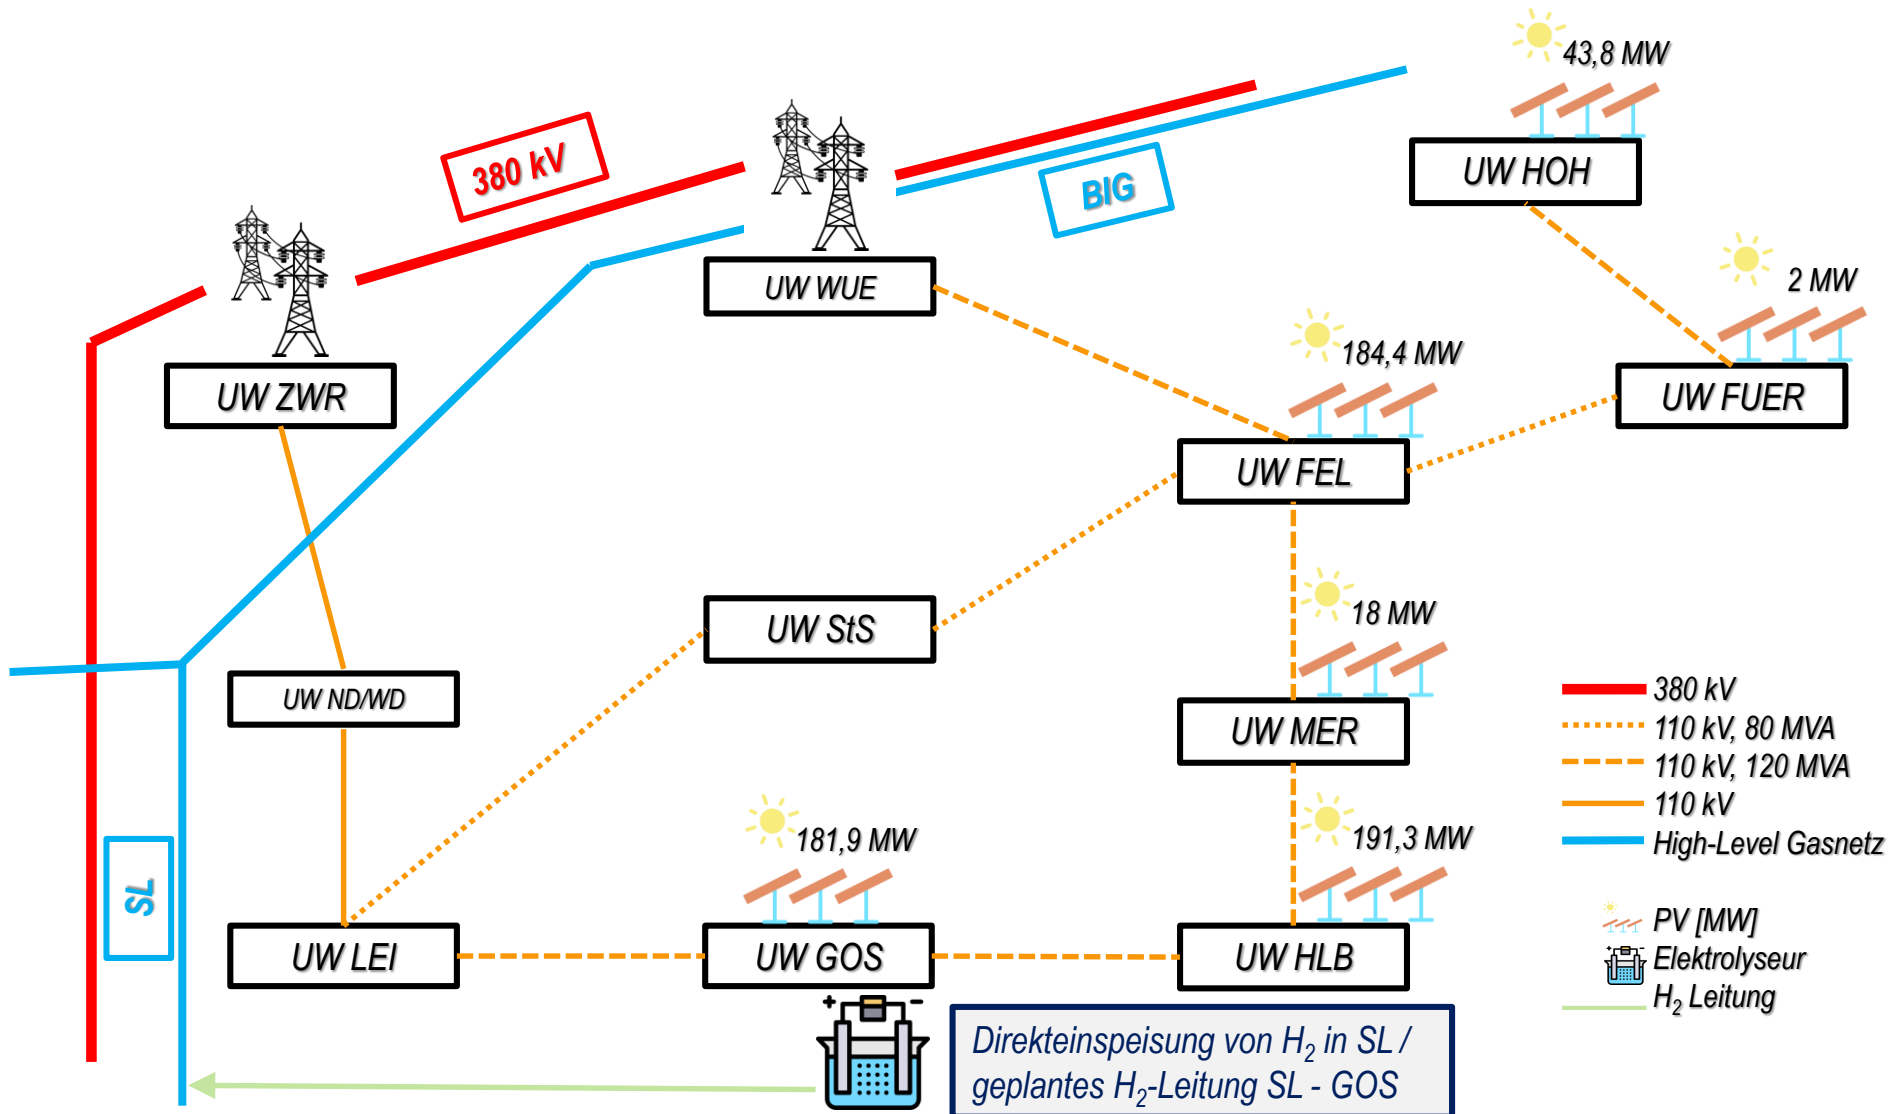 43,8 MW
380 kV
BIG
UW HOH
UW WUE
2 MW
184,4 MW
UW ZWR
UW FUER
UW FEL
18 MW
UW StS
UW ND/WD
UW MER
380 kV
110 kV, 80 MVA
110 kV, 120 MVA
110 kV
High-Level Gasnetz
181,9 MW
191,3 MW
SL
UW LEI
UW GOS
UW HLB
PV [MW]
Elektrolyseur
H₂ Leitung
+ −
Direkteinspeisung von H₂ in SL /
geplantes H₂-Leitung SL - GOS